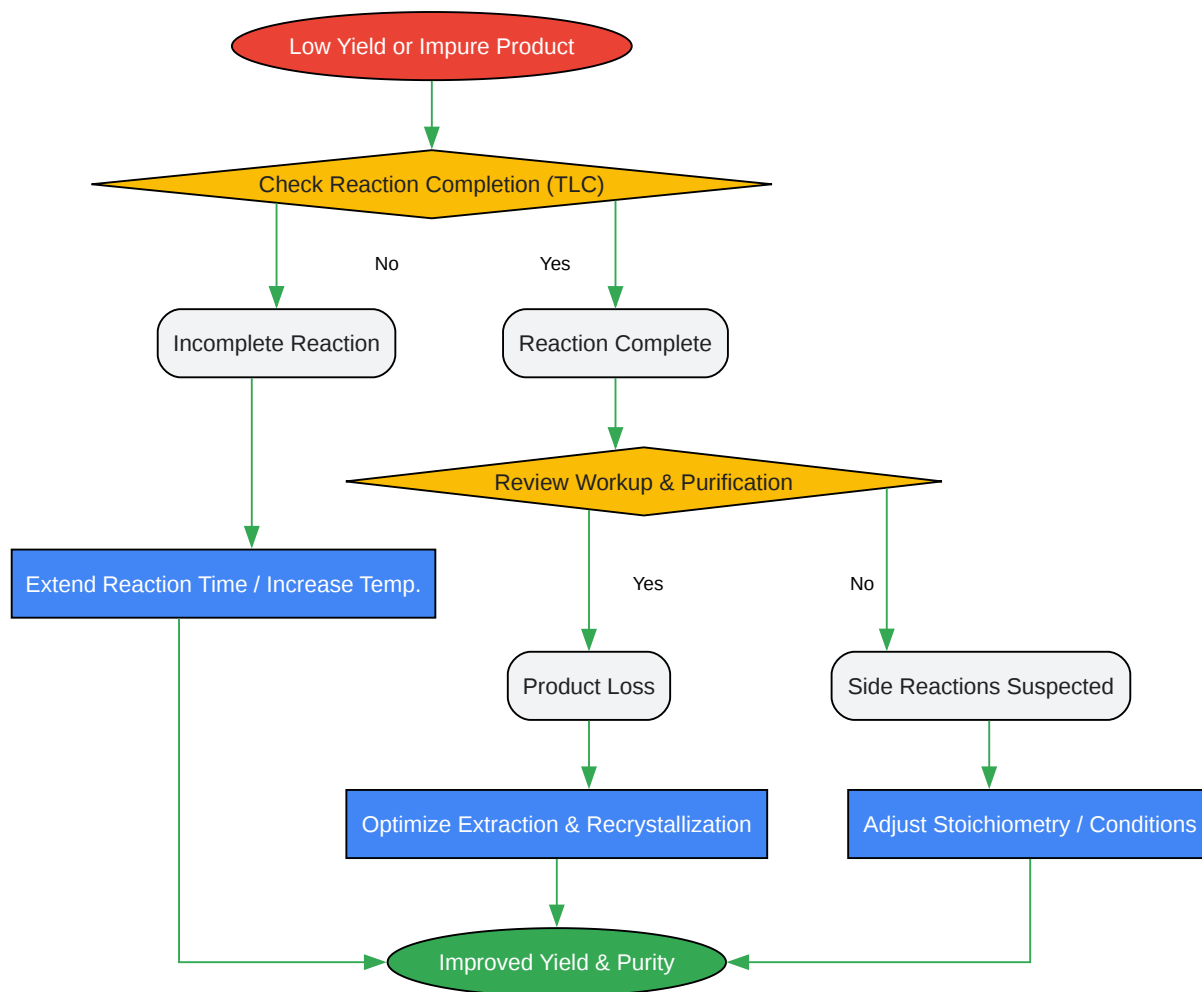 Low Yield or Impure Product
Check Reaction Completion (TLC)
No
Yes
Incomplete Reaction
Reaction Complete
Review Workup & Purification
Extend Reaction Time / Increase Temp.
Yes
No
Product Loss
Side Reactions Suspected
Optimize Extraction & Recrystallization
Adjust Stoichiometry / Conditions
Improved Yield & Purity